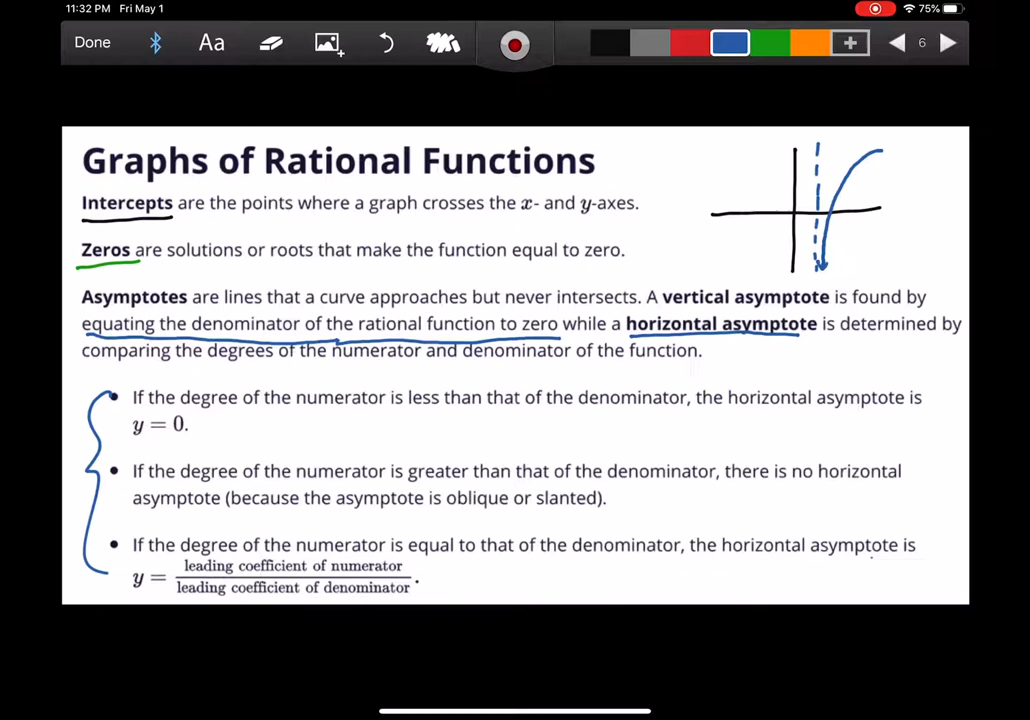 11:32 PM Fri May 1
75%
Done
Aa
6
Graphs of Rational Functions
Intercepts are the points where a graph crosses the x- and y-axes.
Zeros are solutions or roots that make the function equal to zero.
Asymptotes are lines that a curve approaches but never intersects. A vertical asymptote is found by
equating the denominator of the rational function to zero while a horizontal asymptote is determined by
comparing the degrees of the numerator and denominator of the function.
• If the degree of the numerator is less than that of the denominator, the horizontal asymptote is
y = 0.
• If the degree of the numerator is greater than that of the denominator, there is no horizontal
asymptote (because the asymptote is oblique or slanted).
• If the degree of the numerator is equal to that of the denominator, the horizontal asymptote is
y = leading coefficient of numerator / leading coefficient of denominator.